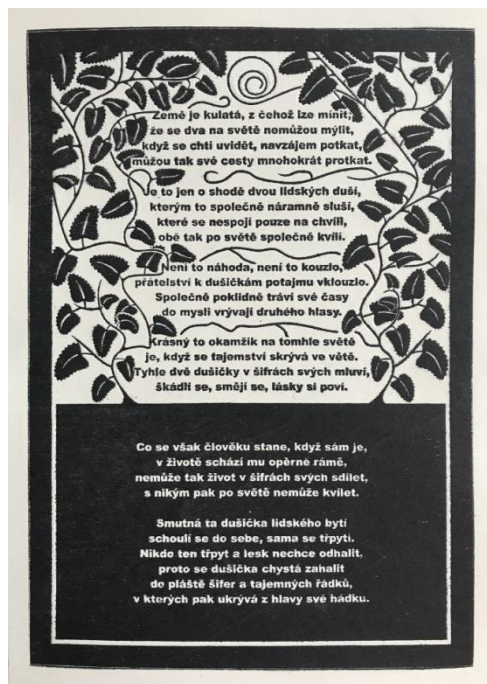 Země je kulatá, z čehož lze mínit,
že se dva na světě nemůžou mýlit,
když se chtí uvidět, navzájem potkat,
můžou tak své cesty mnohokrát protkat.
Je to jen o shodě dvou lidských duší,
kterým to společně náramně sluší,
které se nespojí pouze na chvíli,
obě tak po světě společně kvílí.
Není to náhoda, není to kouzlo,
přátelství k dušičkám potajmu vklouzlo.
Společně poklidně tráví své časy
do mysli vrývají druhého hlasy.
Krásný to okamžik na tomhle světě
je, když se tajemství skrývá ve větě.
Tyhle dvě dušičky v šifrách svých mluví,
škádlí se, smějí se, lásky si poví.
Co se však člověku stane, když sám je,
v životě schází mu opěrné rámě,
nemůže tak život v šifrách svých sdílet,
s nikým pak po světě nemůže kvílet.
Smutná ta dušička lidského bytí
schoulí se do sebe, sama se třpytí.
Nikdo ten třpyt a lesk nechce odhalit,
proto se dušička chystá zahalit
do pláště šifer a tajemných řádků,
v kterých pak ukrývá z hlavy své hádku.